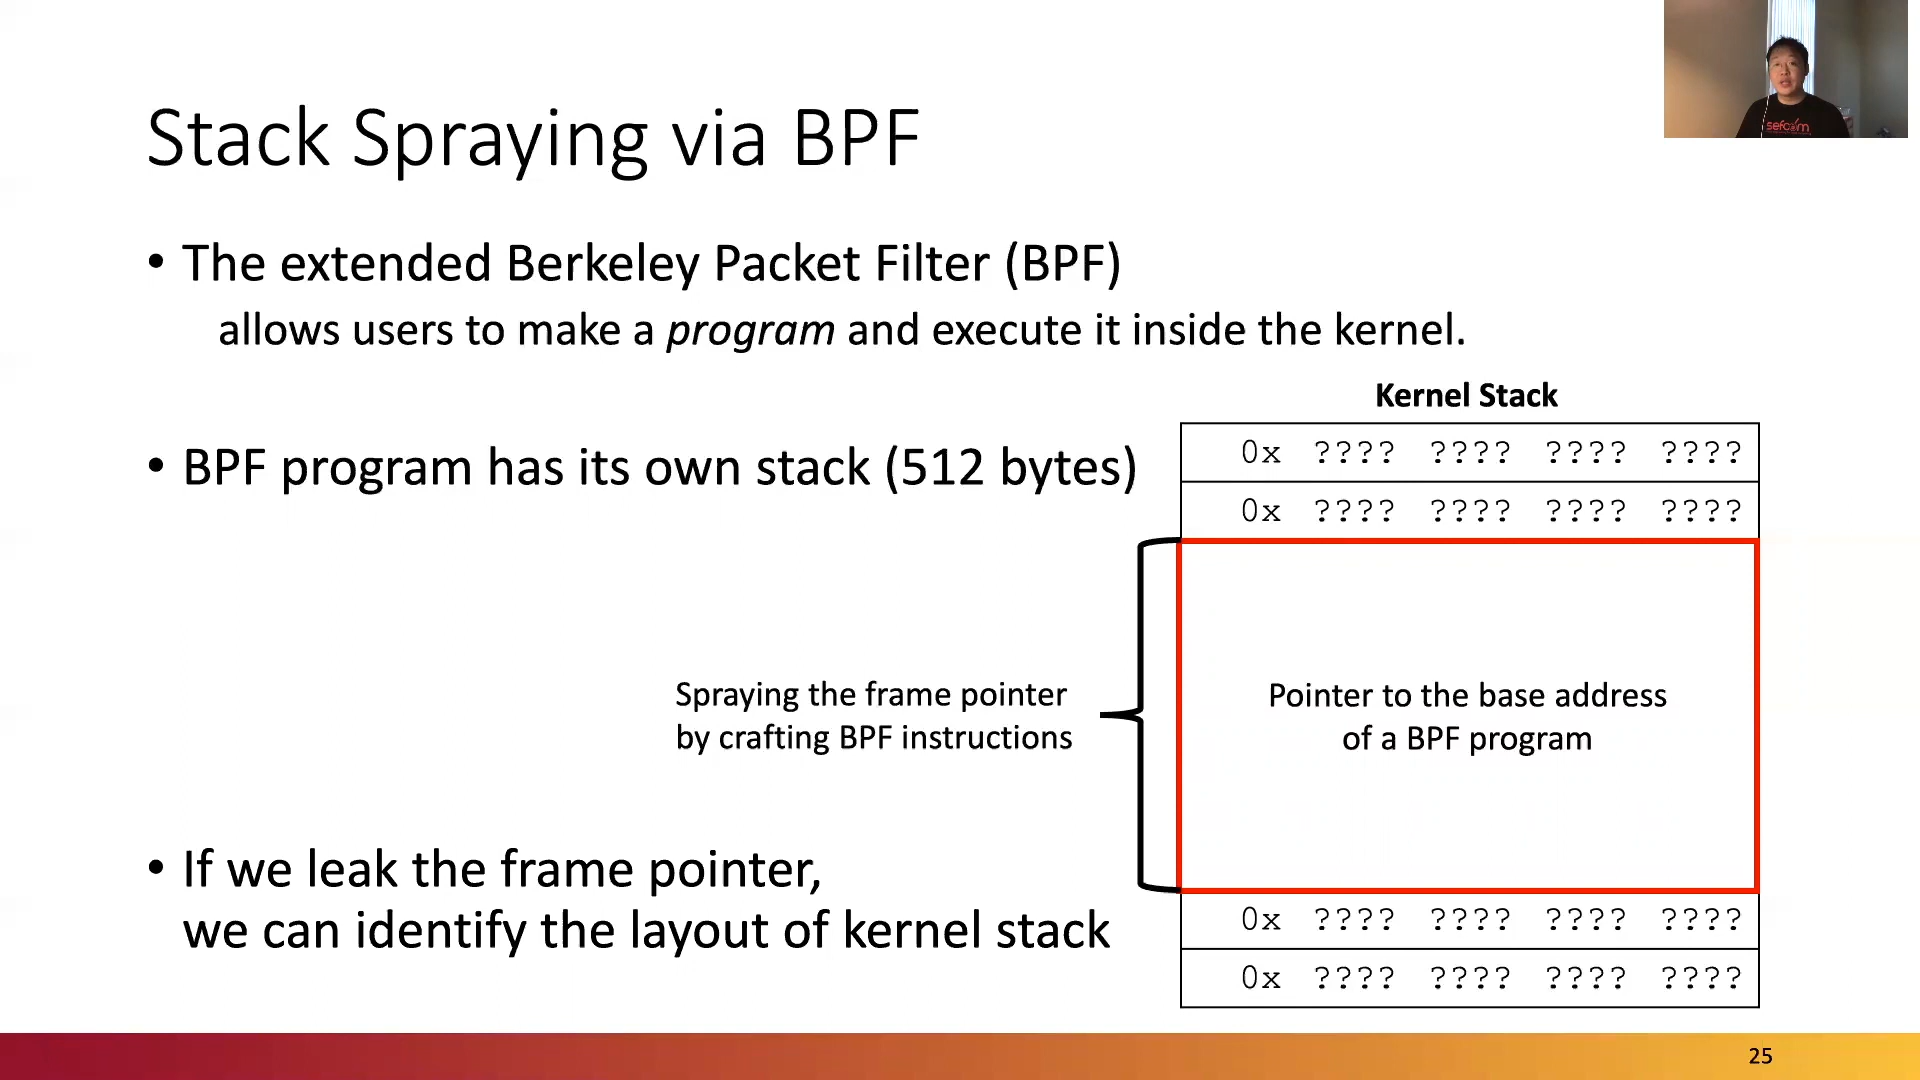 sefcom
Stack Spraying via BPF
• The extended Berkeley Packet Filter (BPF)
allows users to make a program and execute it inside the kernel.
• BPF program has its own stack (512 bytes)
Kernel Stack
0x ???? ???? ???? ????
0x ???? ???? ???? ????
Spraying the frame pointer
by crafting BPF instructions
Pointer to the base address
of a BPF program
• If we leak the frame pointer,
we can identify the layout of kernel stack
0x ???? ???? ???? ????
0x ???? ???? ???? ????
25